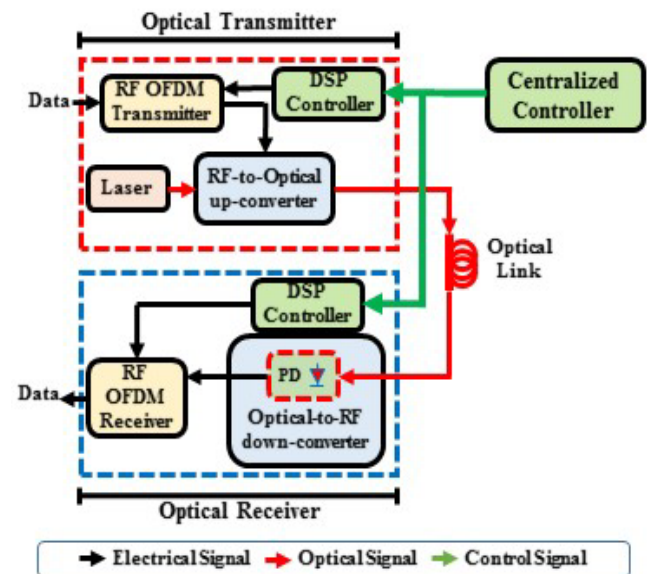 Optical Transmitter
Data
RF OFDM
Transmitter
DSP
Controller
Centralized
Controller
Laser
RF-to-Optical
up-converter
Optical
Link
DSP
Controller
Data
RF
OFDM
Receiver
PD
Optical-to-RF
down-converter
Optical Receiver
Electrical Signal Optical Signal Control Signal